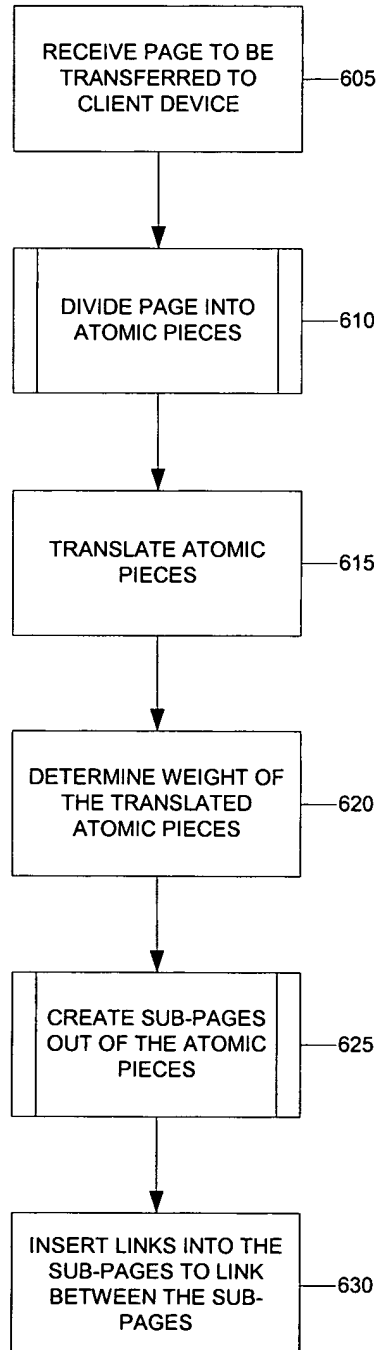 RECEIVE PAGE TO BE
TRANSFERRED TO
CLIENT DEVICE
605
DIVIDE PAGE INTO
ATOMIC PIECES
610
TRANSLATE ATOMIC
PIECES
615
DETERMINE WEIGHT OF
THE TRANSLATED
ATOMIC PIECES
620
CREATE SUB-PAGES
OUT OF THE ATOMIC
PIECES
625
INSERT LINKS INTO THE
SUB-PAGES TO LINK
BETWEEN THE SUB-
PAGES
630